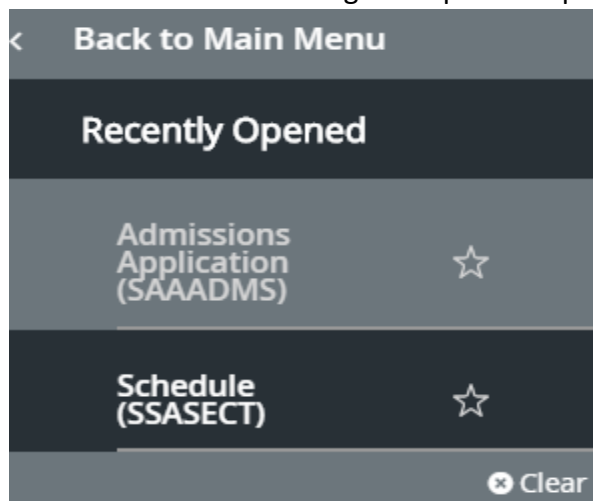 Back to Main Menu
Recently Opened
Admissions
Application
(SAAADMS)
Schedule
(SSASECT)
Clear